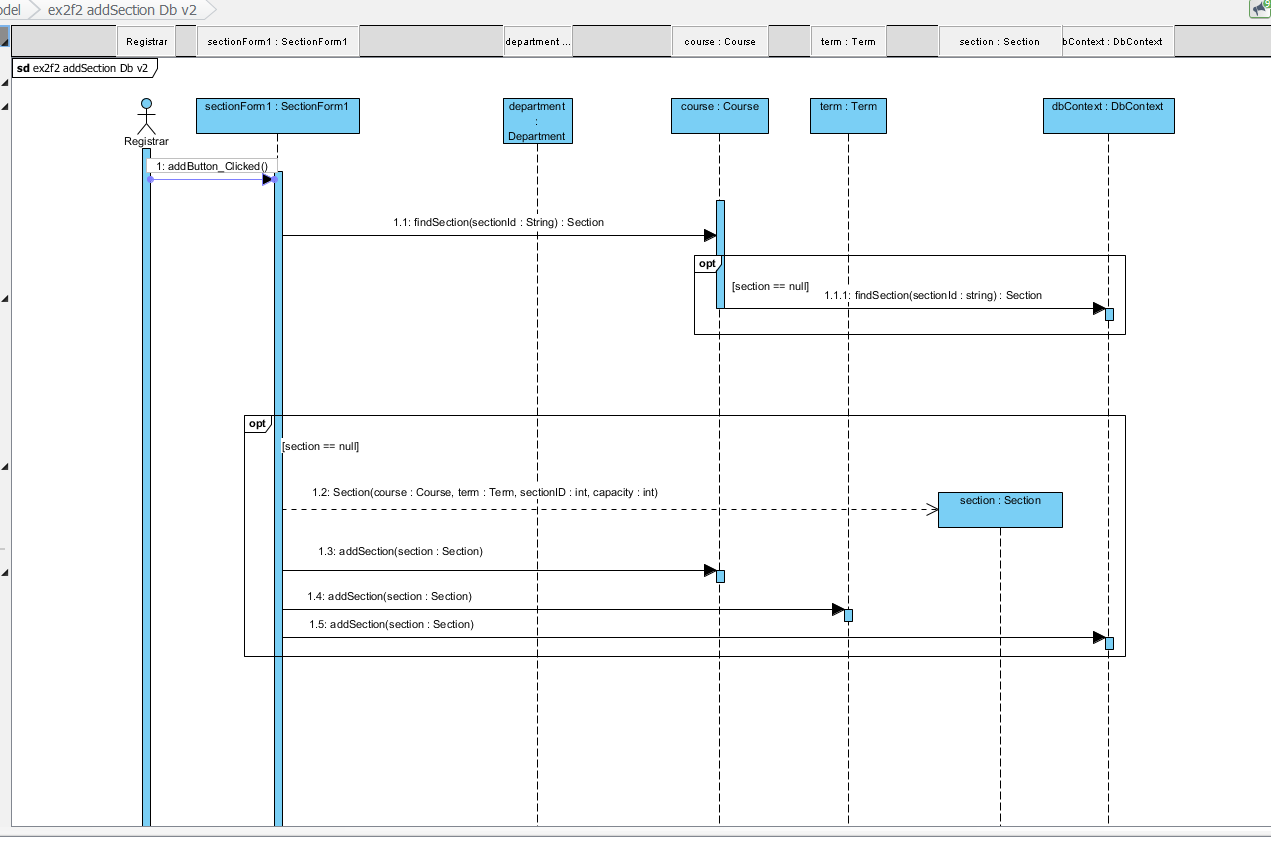 odel
ex2f2 addSection Db v2
Registrar
sectionForm1 : SectionForm1
department ...
course : Course
term : Term
section : Section
bContext : DbContext
sd ex2f2 addSection Db v2
sectionForm1 : SectionForm1
department
:
Department
course : Course
term : Term
dbContext : DbContext
Registrar
1: addButton_Clicked()
1.1: findSection(sectionId : String) : Section
opt
[section == null]
1.1.1: findSection(sectionId : string) : Section
opt
[section == null]
1.2: Section(course : Course, term : Term, sectionID : int, capacity : int)
section : Section
1.3: addSection(section : Section)
1.4: addSection(section : Section)
1.5: addSection(section : Section)